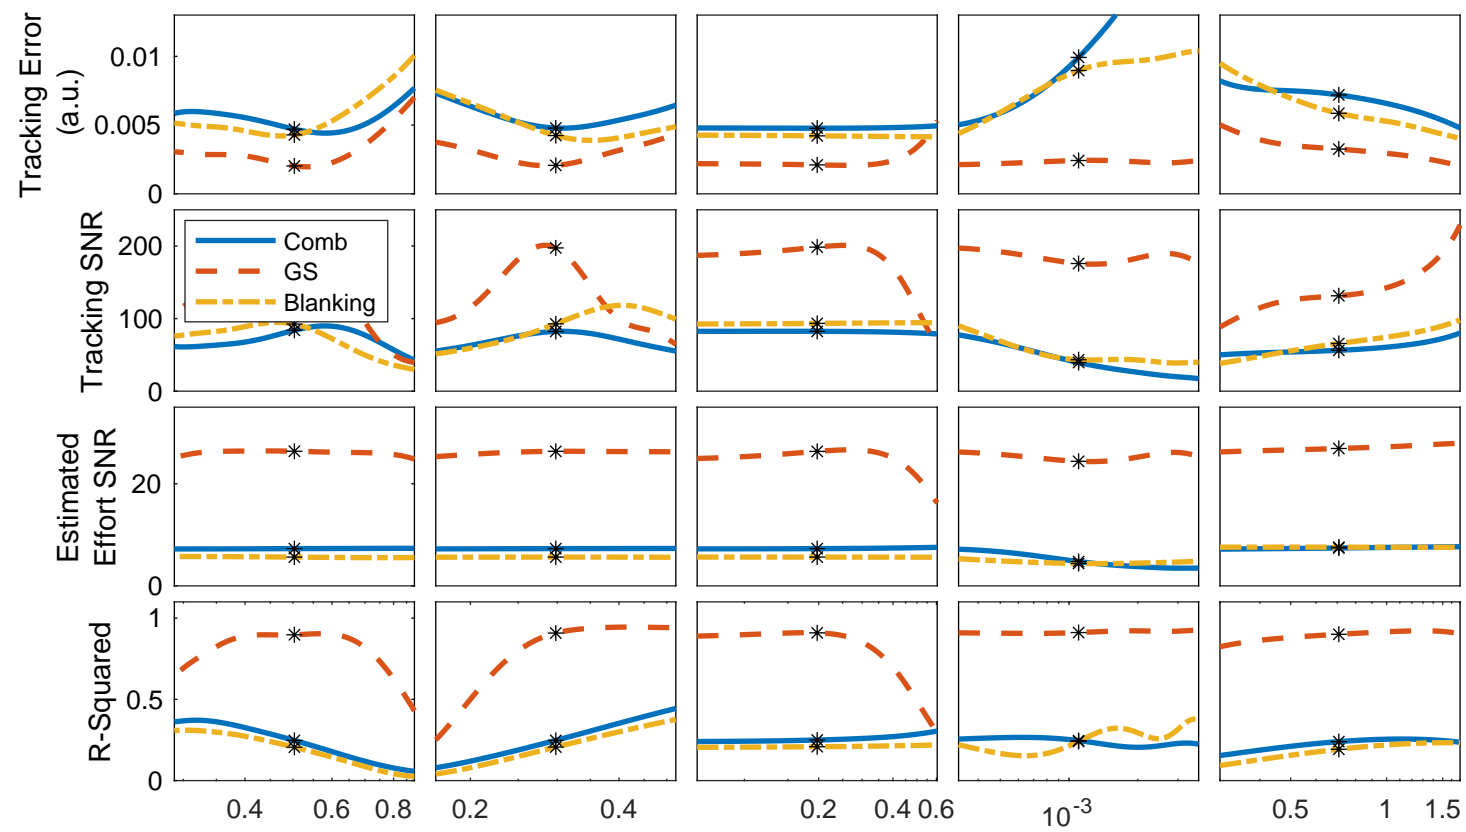 Tracking Error
(a.u.)
0.01
0.005
0
Tracking SNR
200
100
0
Comb
GS
Blanking
Estimated
Effort SNR
20
0
R-Squared
1
0.5
0
0.4 0.6 0.8
0.2 0.4
0.2 0.4 0.6
10-3
0.5 1 1.5